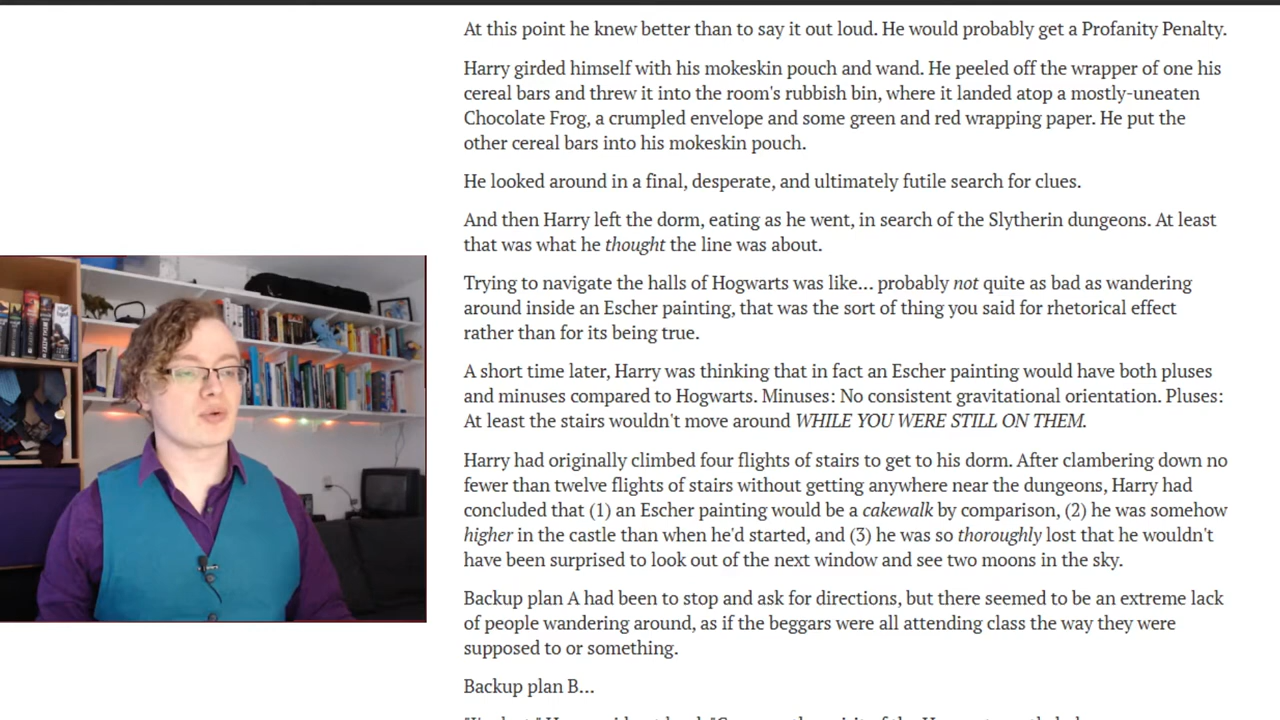 At this point he knew better than to say it out loud. He would probably get a Profanity Penalty.
Harry girded himself with his mokeskin pouch and wand. He peeled off the wrapper of one his
cereal bars and threw it into the room's rubbish bin, where it landed atop a mostly-uneaten
Chocolate Frog, a crumpled envelope and some green and red wrapping paper. He put the
other cereal bars into his mokeskin pouch.
He looked around in a final, desperate, and ultimately futile search for clues.
And then Harry left the dorm, eating as he went, in search of the Slytherin dungeons. At least
that was what he thought the line was about.
Trying to navigate the halls of Hogwarts was like... probably not quite as bad as wandering
around inside an Escher painting, that was the sort of thing you said for rhetorical effect
rather than for its being true.
A short time later, Harry was thinking that in fact an Escher painting would have both pluses
and minuses compared to Hogwarts. Minuses: No consistent gravitational orientation. Pluses:
At least the stairs wouldn't move around WHILE YOU WERE STILL ON THEM.
Harry had originally climbed four flights of stairs to get to his dorm. After clambering down no
fewer than twelve flights of stairs without getting anywhere near the dungeons, Harry had
concluded that (1) an Escher painting would be a cakewalk by comparison, (2) he was somehow
higher in the castle than when he'd started, and (3) he was so thoroughly lost that he wouldn't
have been surprised to look out of the next window and see two moons in the sky.
Backup plan A had been to stop and ask for directions, but there seemed to be an extreme lack
of people wandering around, as if the beggars were all attending class the way they were
supposed to or something.
Backup plan B...